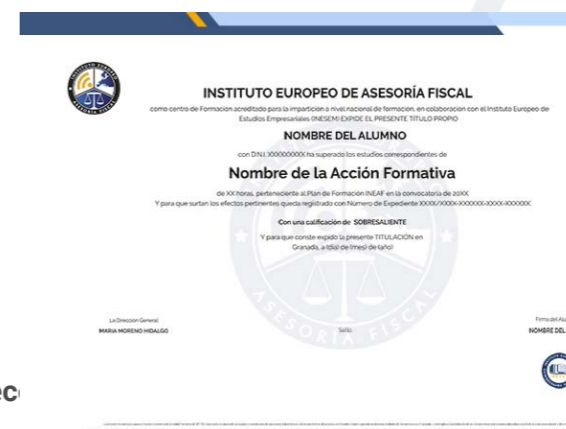 INSTITUTO EUROPEO DE ASESORÍA FISCAL
como centro de Formación acreditado para la impartición a nivel nacional de formación, en colaboración con el Instituto Europeo de
Estudios Empresariales (INESEM) EXPIDE EL PRESENTE TÍTULO PROPIO
NOMBRE DEL ALUMNO
con D.N.I. XXXXXXXXX ha superado los estudios correspondientes de
Nombre de la Acción Formativa
de XX horas, perteneciente al Plan de Formación INEAF en la convocatoria de 20XX
Y para que surtan los efectos pertinentes queda registrado con Número de Expediente
Con una calificación de SOBRESALIENTE
Y para que conste expido la presente TITULACIÓN en
Granada, a (día) de (mes) de (año)
ASESORÍA FISCAL
La Dirección General
MARIA MORENO HIDALGO
Sello
Firma del Alu
NOMBRE DEL